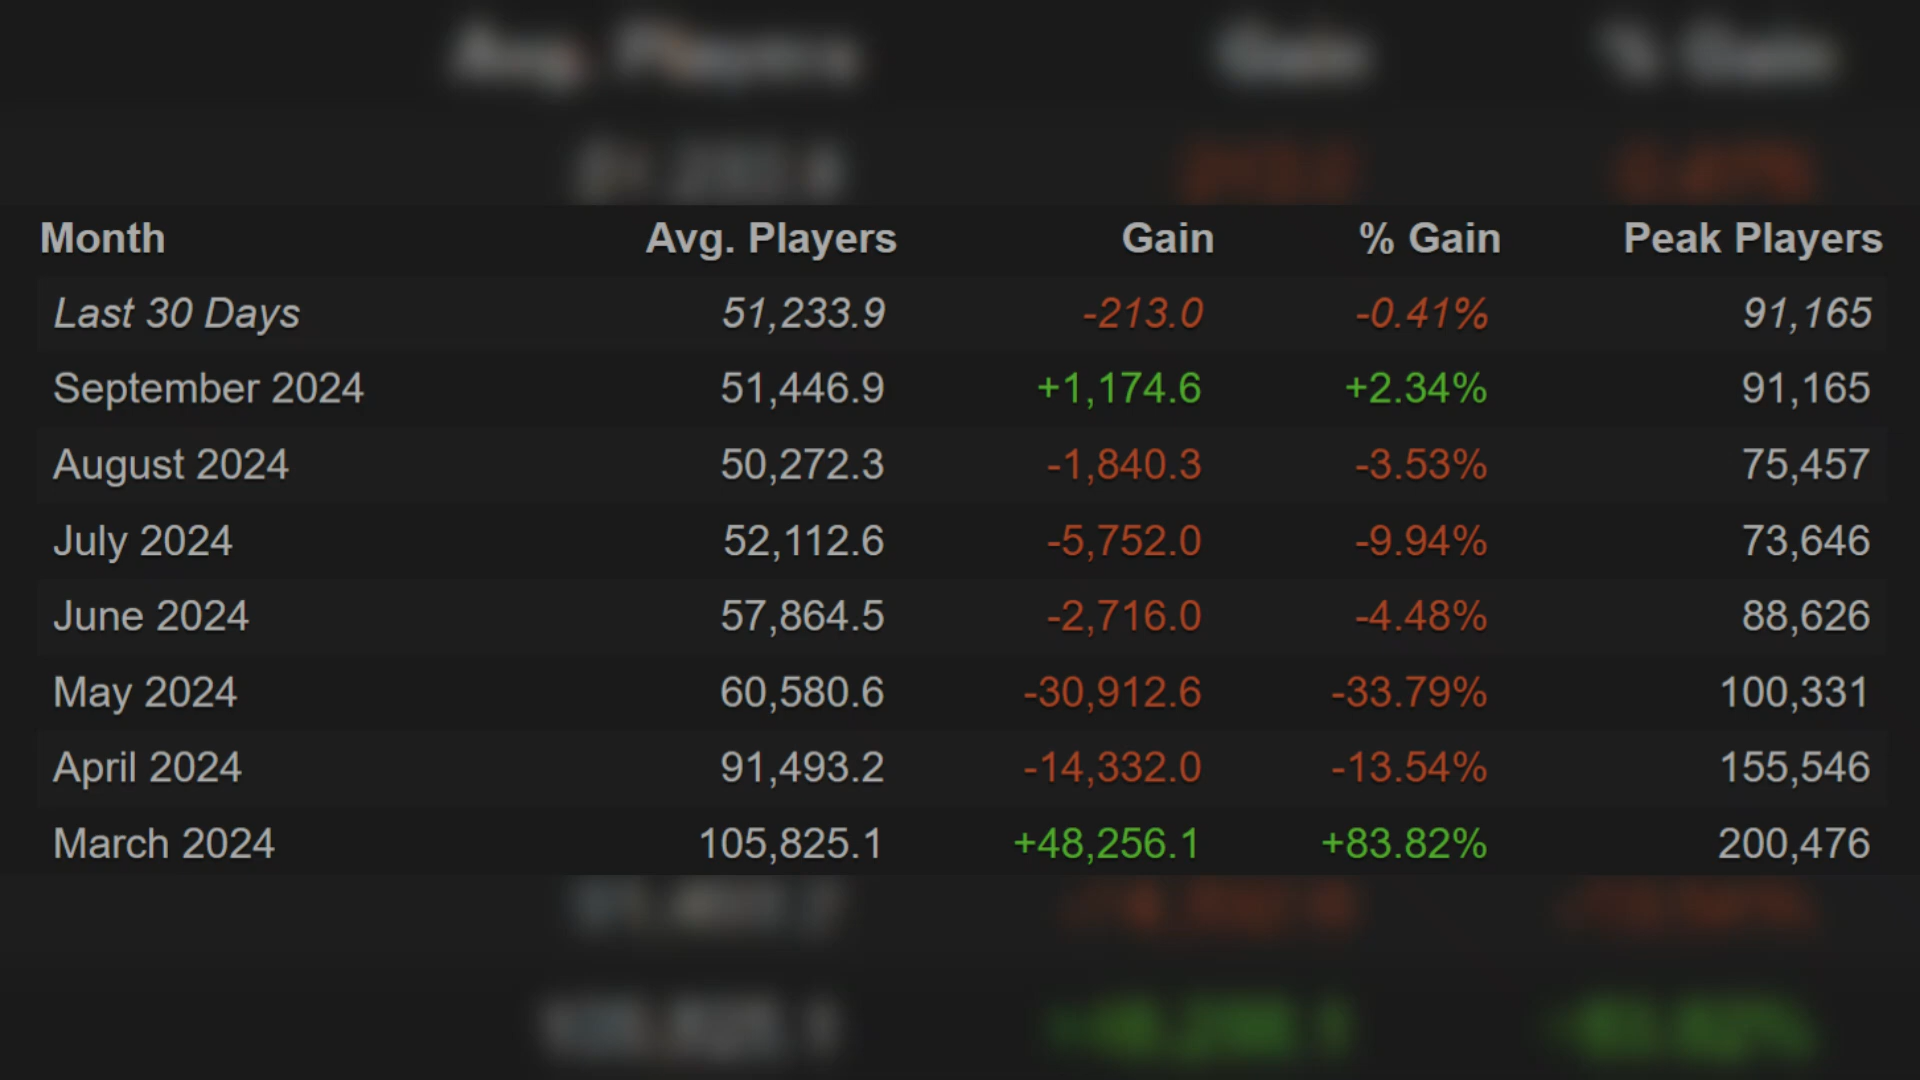 Month Avg. Players Gain % Gain Peak Players
Last 30 Days 51,233.9 -213.0 -0.41% 91,165
September 2024 51,446.9 +1,174.6 +2.34% 91,165
August 2024 50,272.3 -1,840.3 -3.53% 75,457
July 2024 52,112.6 -5,752.0 -9.94% 73,646
June 2024 57,864.5 -2,716.0 -4.48% 88,626
May 2024 60,580.6 -30,912.6 -33.79% 100,331
April 2024 91,493.2 -14,332.0 -13.54% 155,546
March 2024 105,825.1 +48,256.1 +83.82% 200,476